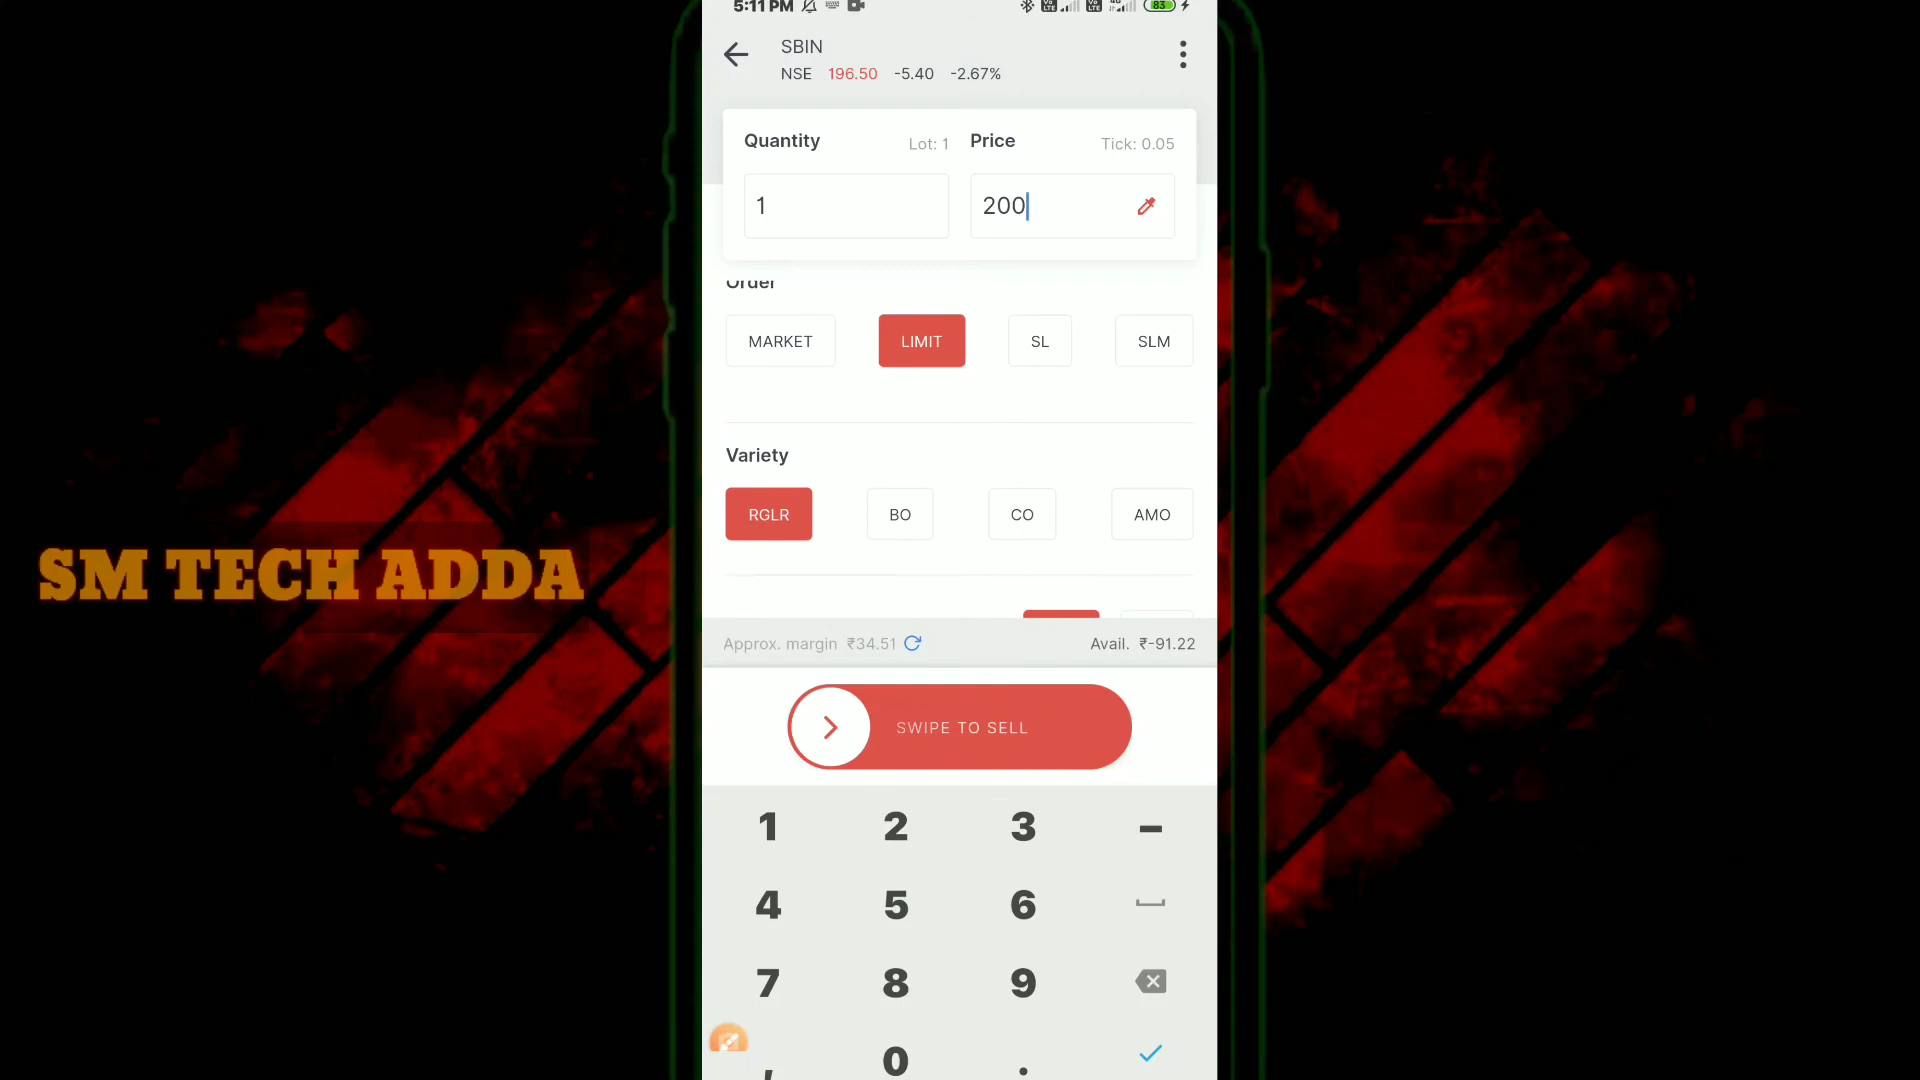 5:11 PM 83
SBIN
NSE 196.50 -5.40 -2.67%
Quantity Lot: 1 Price Tick: 0.05
1 200
Order
MARKET LIMIT SL SLM
Variety
RGLR BO CO AMO
SM TECH ADDA
Approx. margin ₹34.51 Avail. ₹-91.22
SWIPE TO SELL
1 2 3 -
4 5 6
7 8 9
, 0 .